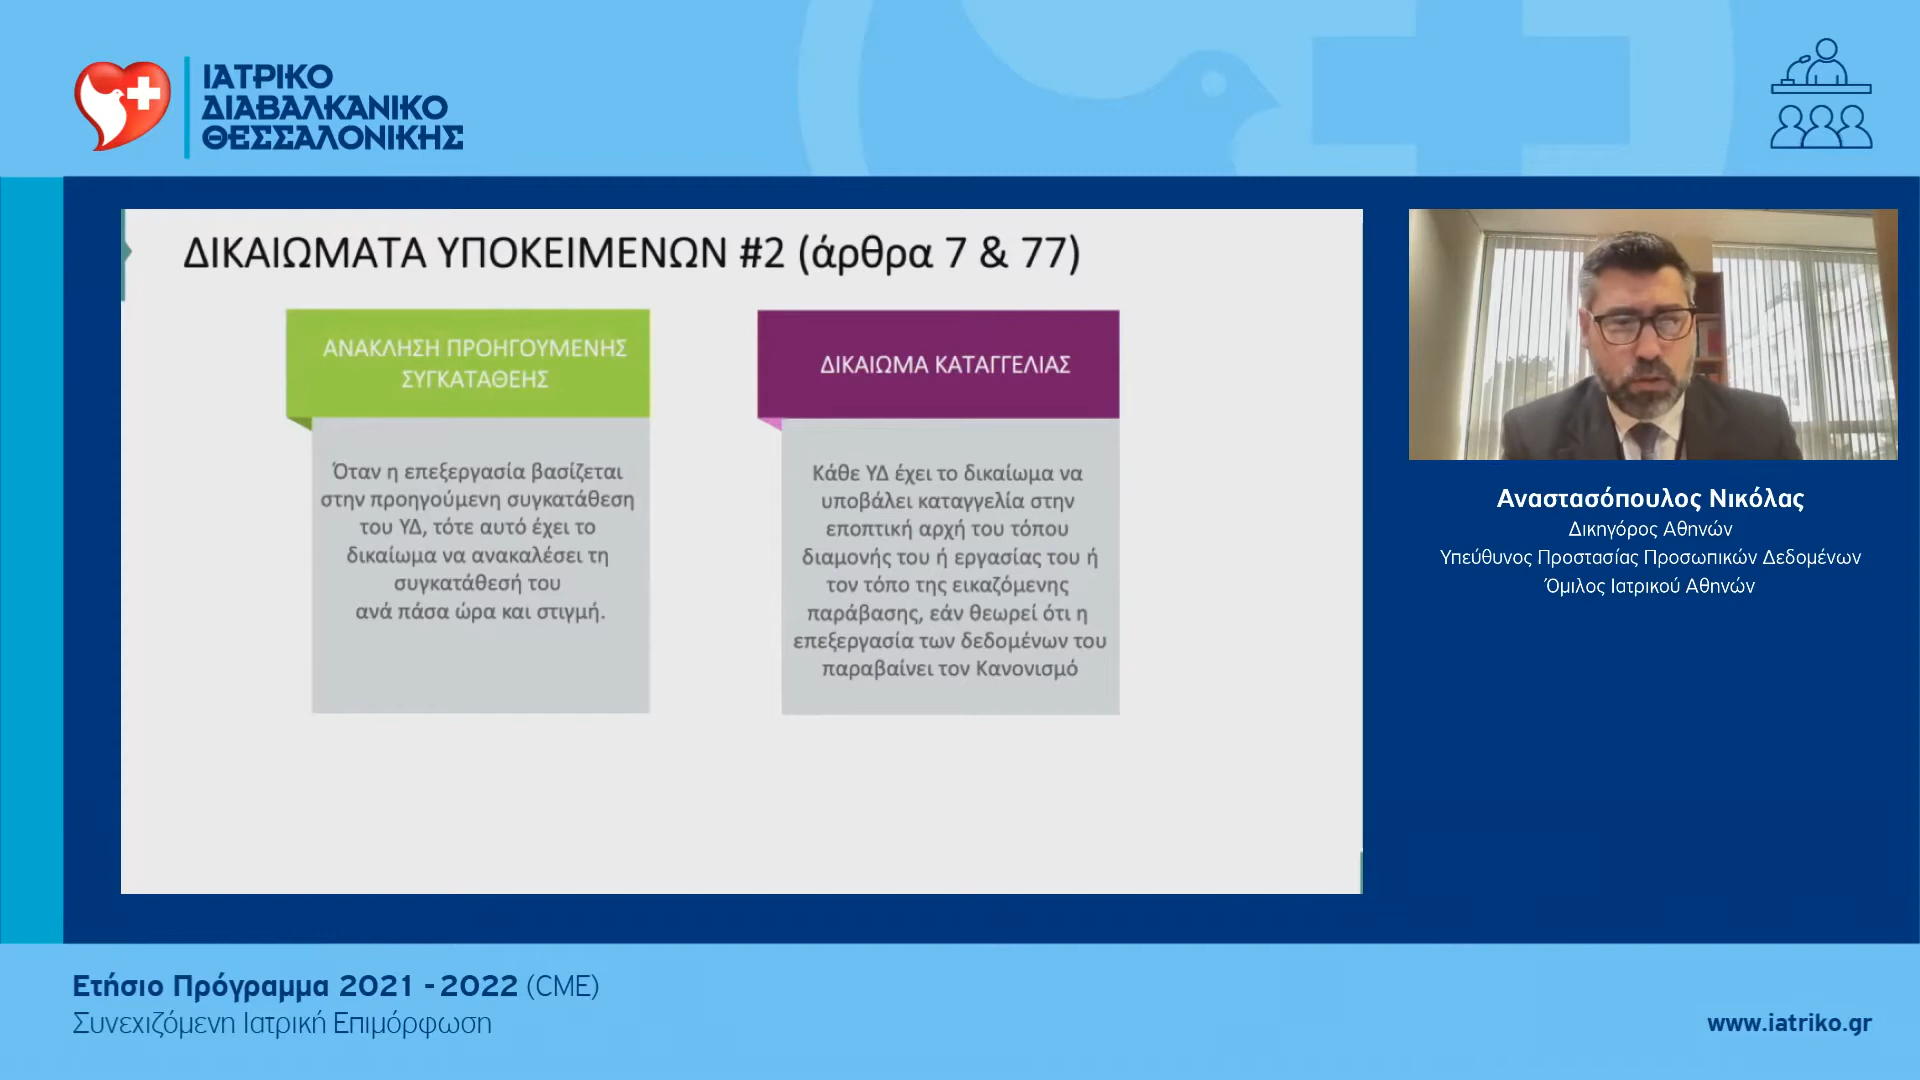 ΙΑΤΡΙΚΟ
ΔΙΑΒΑΛΚΑΝΙΚΟ
ΘΕΣΣΑΛΟΝΙΚΗΣ
ΔΙΚΑΙΩΜΑΤΑ ΥΠΟΚΕΙΜΕΝΩΝ #2 (άρθρα 7 & 77)
ΑΝΑΚΛΗΣΗ ΠΡΟΗΓΟΥΜΕΝΗΣ
ΣΥΓΚΑΤΑΘΕΗΣ
Όταν η επεξεργασία βασίζεται
στην προηγούμενη συγκατάθεση
του ΥΔ, τότε αυτό έχει το
δικαίωμα να ανακαλέσει τη
συγκατάθεσή του
ανά πάσα ώρα και στιγμή.
ΔΙΚΑΙΩΜΑ ΚΑΤΑΓΓΕΛΙΑΣ
Κάθε ΥΔ έχει το δικαίωμα να
υποβάλει καταγγελία στην
εποπτική αρχή του τόπου
διαμονής του ή εργασίας του ή
τον τόπο της εικαζόμενης
παράβασης, εάν θεωρεί ότι η
επεξεργασία των δεδομένων του
παραβαίνει τον Κανονισμό
Αναστασόπουλος Νικόλας
Δικηγόρος Αθηνών
Υπεύθυνος Προστασίας Προσωπικών Δεδομένων
Όμιλος Ιατρικού Αθηνών
Ετήσιο Πρόγραμμα 2021 - 2022 (CME)
Συνεχιζόμενη Ιατρική Επιμόρφωση
www.iatriko.gr